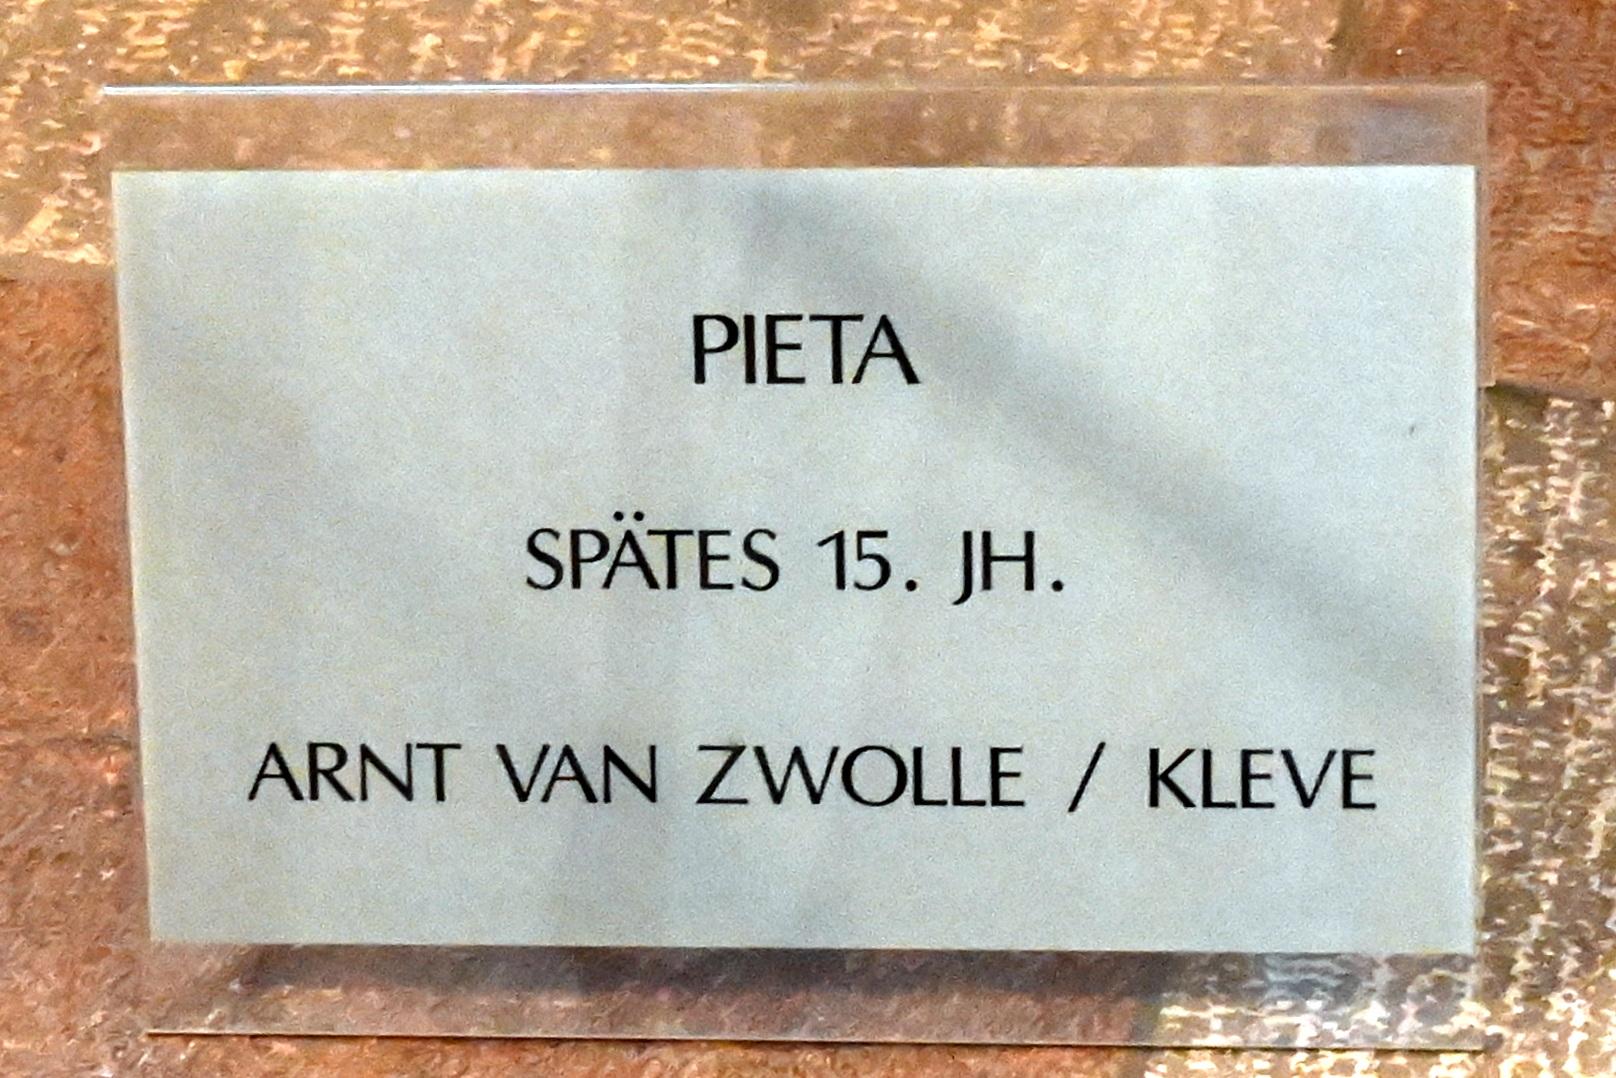 PIETA
SPÄTES 15. JH.
ARNT VAN ZWOLLE / KLEVE